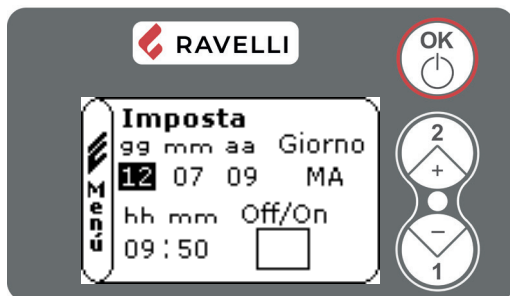 RAVELLI
OK
Imposta
gg mm aa Giorno
12 07 09 MA
hh mm Off/On
09:50
Menú
2
+
−
1